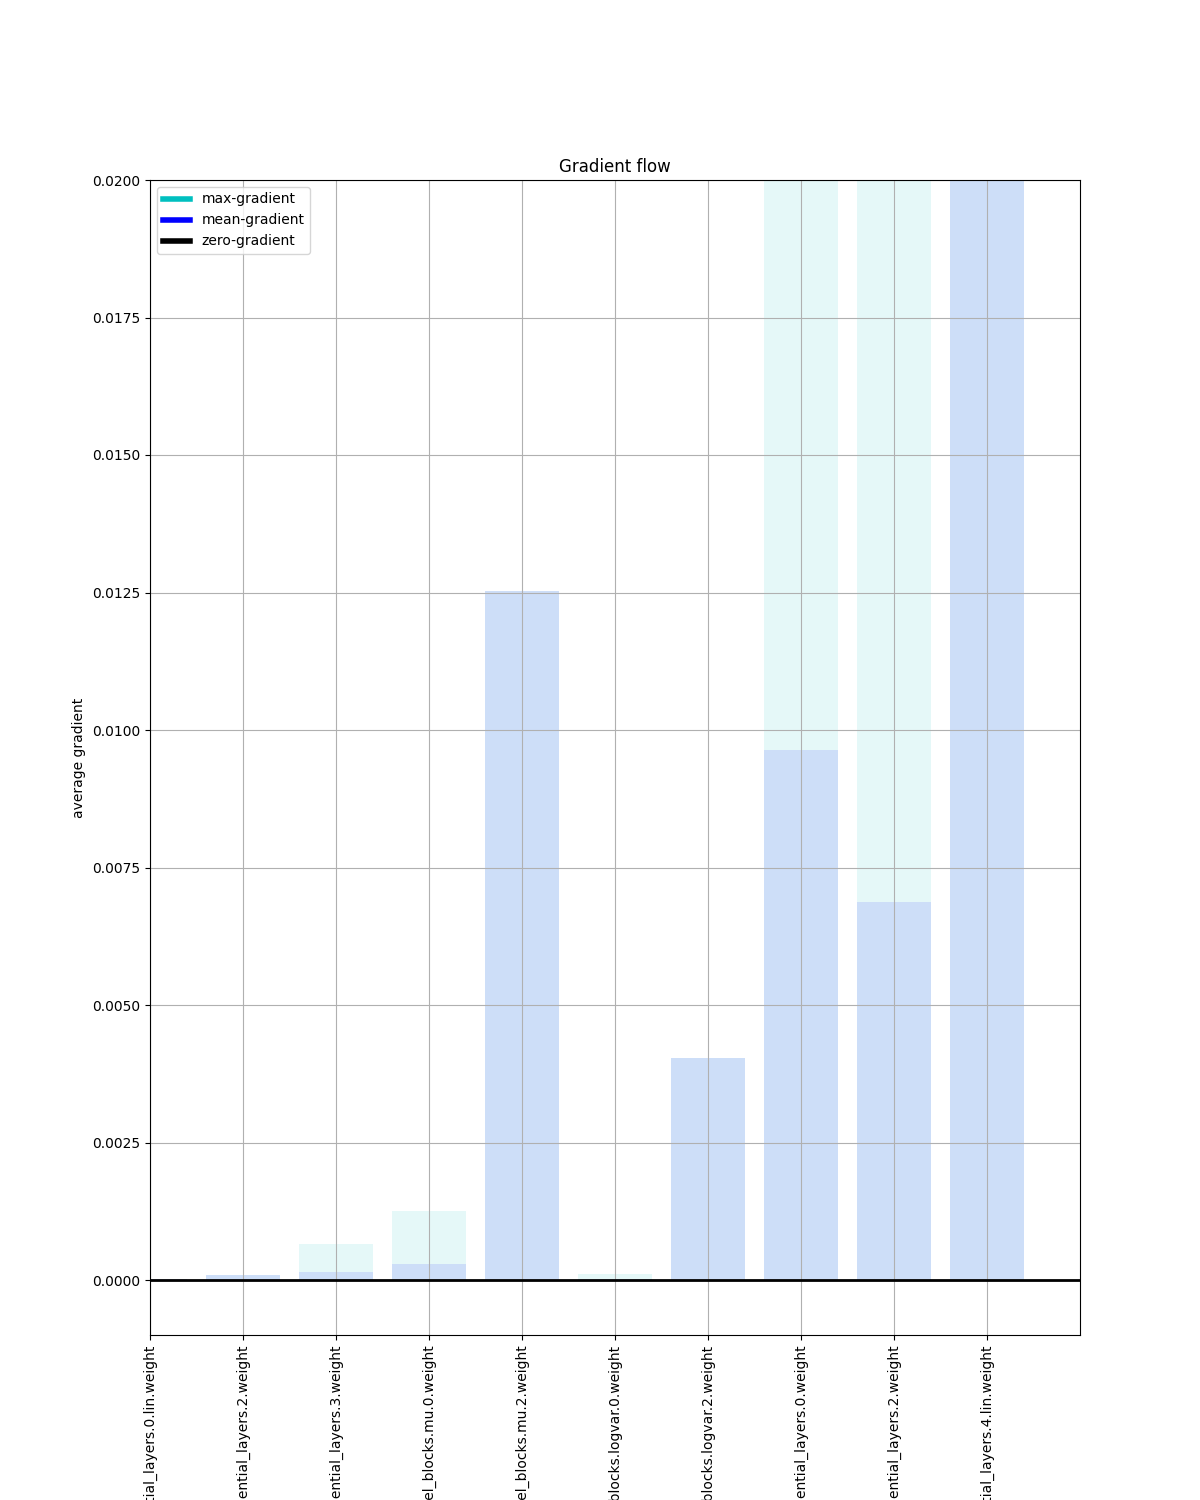 Gradient flow
max-gradient
mean-gradient
zero-gradient
0.0200
0.0175
0.0150
0.0125
0.0100
0.0075
0.0050
0.0025
0.0000
average gradient
tial_layers.0.lin.weight
ential_layers.2.weight
ential_layers.3.weight
el_blocks.mu.0.weight
el_blocks.mu.2.weight
blocks.logvar.0.weight
blocks.logvar.2.weight
ential_layers.0.weight
ential_layers.2.weight
tial_layers.4.lin.weight